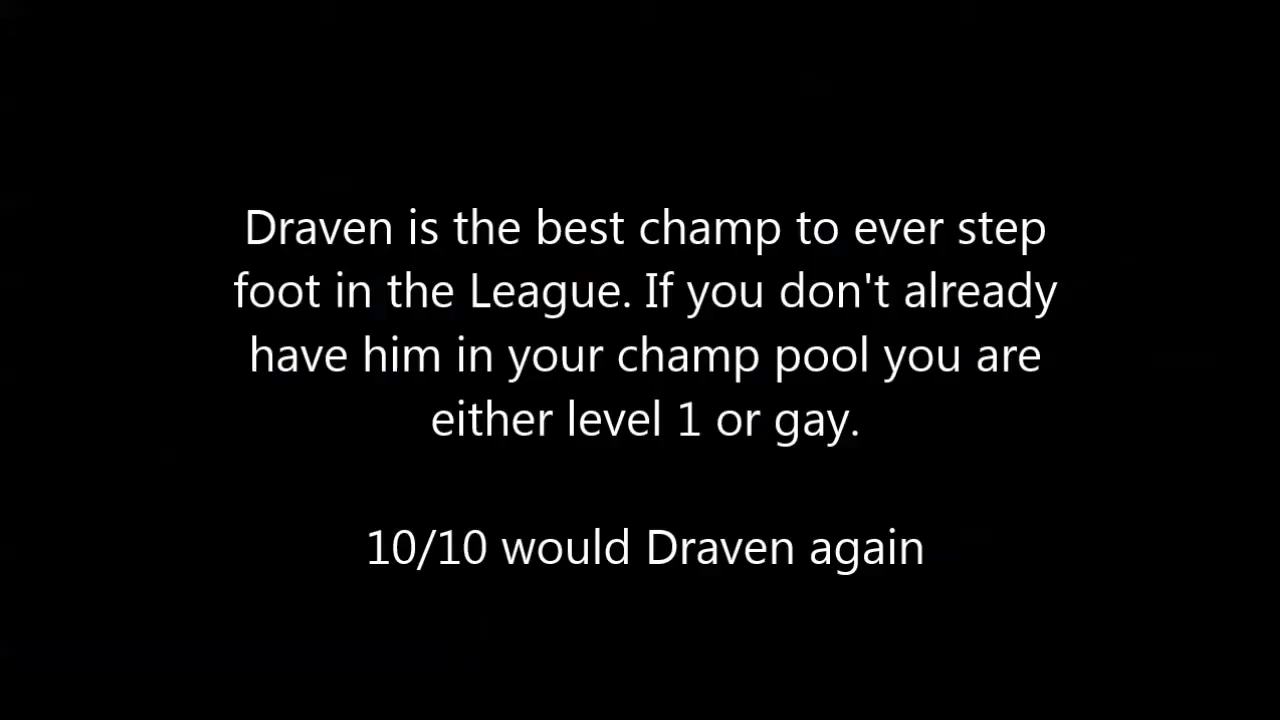 Draven is the best champ to ever step
foot in the League. If you don't already
have him in your champ pool you are
either level 1 or gay.
10/10 would Draven again